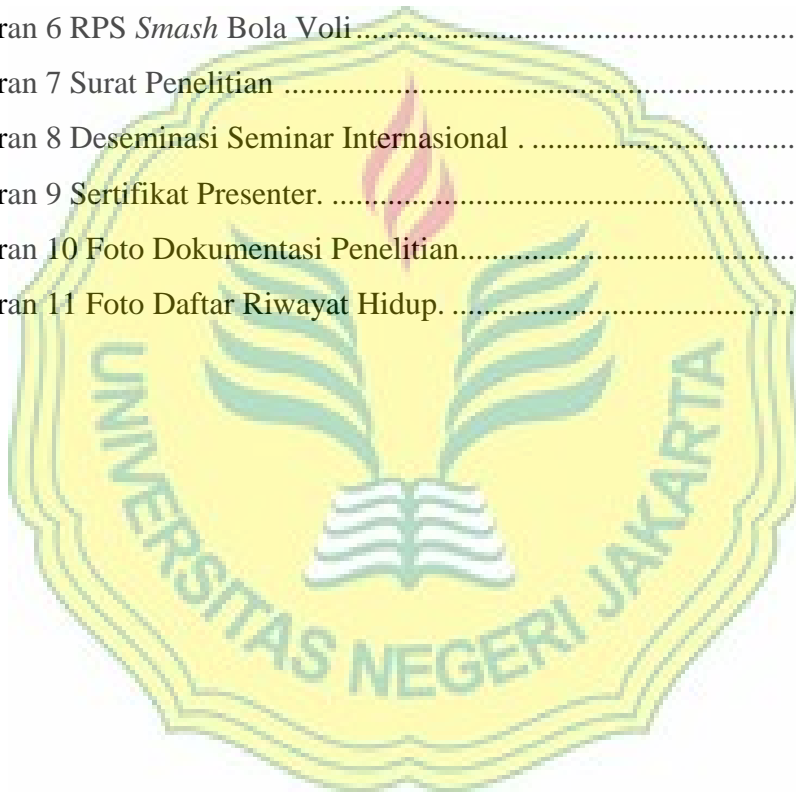 ran 6 RPS Smash Bola Voli........................................................
ran 7 Surat Penelitian ................................................................
ran 8 Deseminasi Seminar Internasional . .................................
ran 9 Sertifikat Presenter. ..........................................................
ran 10 Foto Dokumentasi Penelitian..........................................
ran 11 Foto Daftar Riwayat Hidup. ...........................................
UNIVERSITAS NEGERI JAKARTA